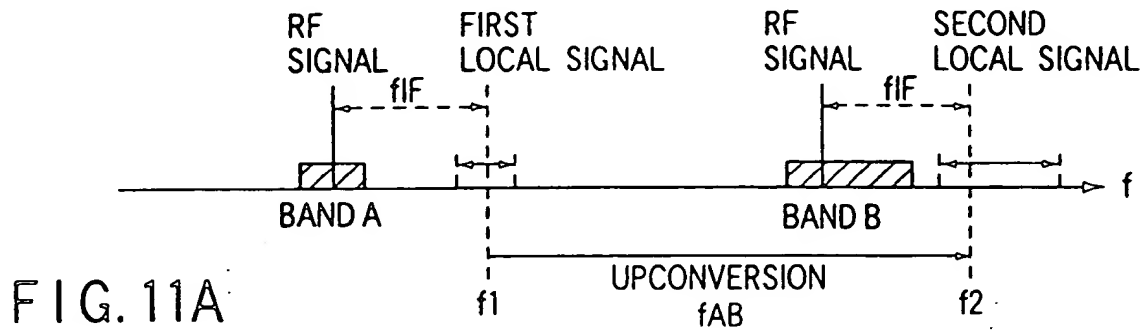 RF SIGNAL
FIRST LOCAL SIGNAL
RF SIGNAL
SECOND LOCAL SIGNAL
fIF
fIF
f
BAND A
BAND B
UPCONVERSION
fAB
f1
f2
FIG. 11A